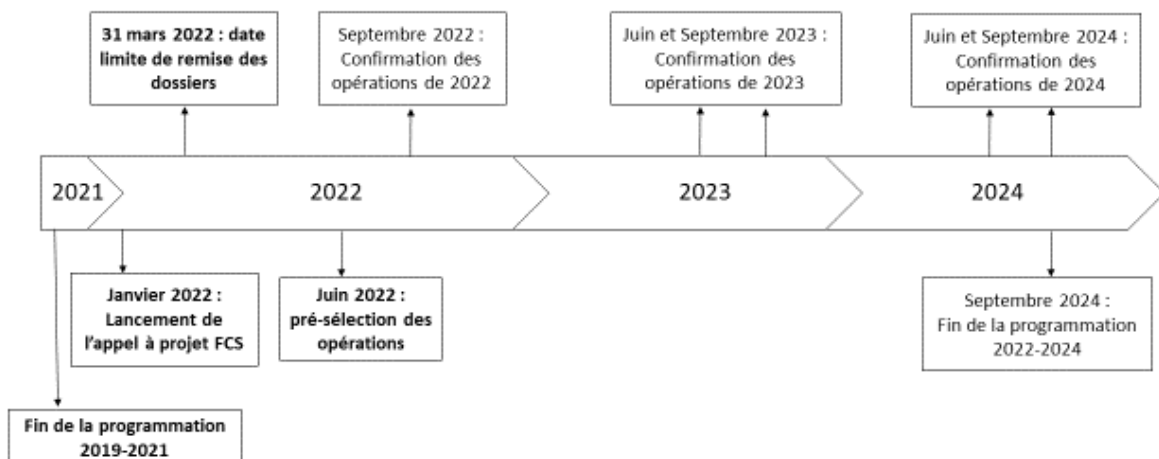 31 mars 2022 : date
limite de remise des
dossiers
Septembre 2022 :
Confirmation des
opérations de 2022
Juin et Septembre 2023 :
Confirmation des
opérations de 2023
Juin et Septembre 2024 :
Confirmation des
opérations de 2024
2021
2022
2023
2024
Janvier 2022 :
Lancement de
l'appel à projet FCS
Juin 2022 :
pré-sélection des
opérations
Septembre 2024 :
Fin de la programmation
2022-2024
Fin de la programmation
2019-2021